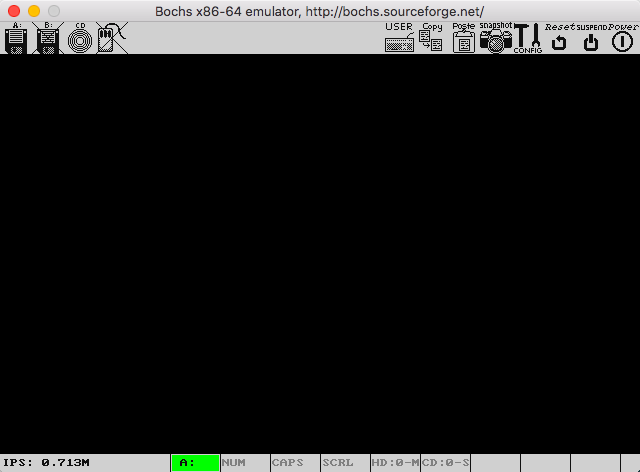 Bochs x86-64 emulator, http://bochs.sourceforge.net/
A: B: CD USER Copy Paste snapshot CONFIG Reset SUSPEND Power
IPS: 0.713M A: NUM CAPS SCRL HD:0-M CD:0-S